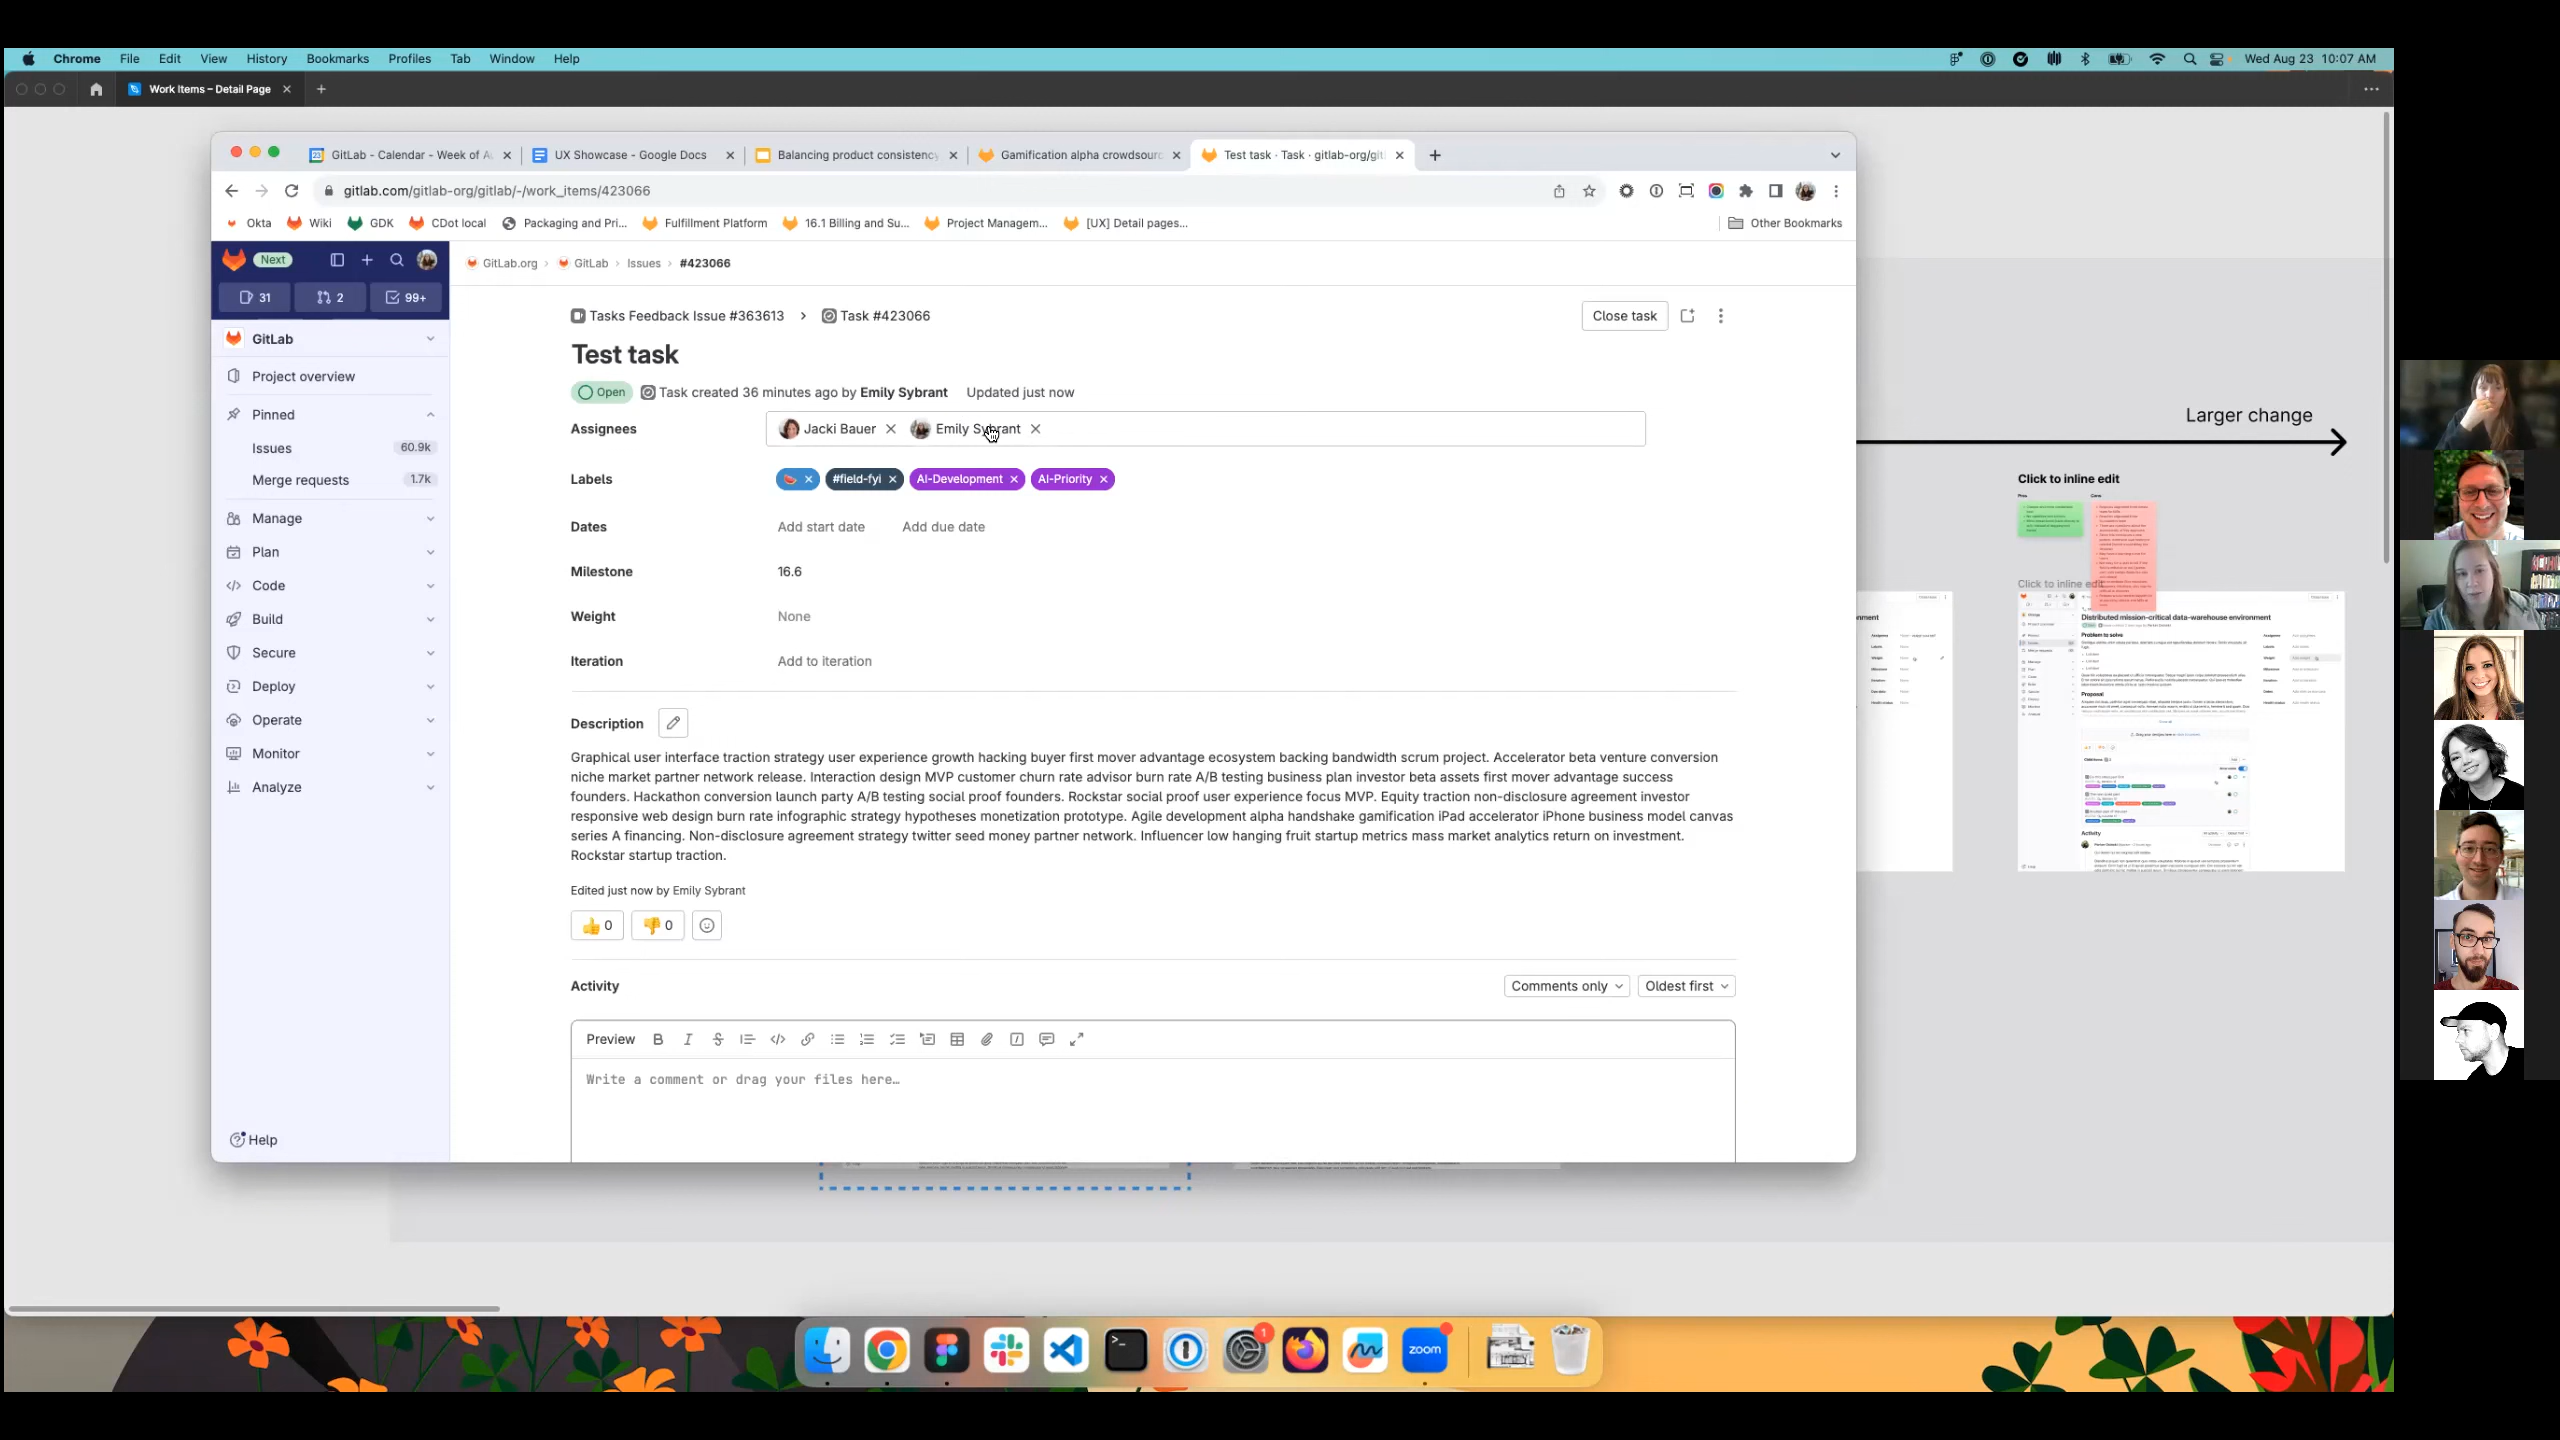 Chrome File Edit View History Bookmarks Profiles Tab Window Help
Wed Aug 23 10:07 AM
Work Items – Detail Page
GitLab - Calendar - Week of A
UX Showcase - Google Docs
Balancing product consistency
Gamification alpha crowdsourc
Test task · Task · gitlab-org/git
gitlab.com/gitlab-org/gitlab/-/work_items/423066
Okta
Wiki
GDK
CDot local
Packaging and Pri...
Fulfillment Platform
16.1 Billing and Su...
Project Managem...
[UX] Detail pages...
Other Bookmarks
Next
31
2
99+
GitLab
Project overview
Pinned
Issues 60.9k
Merge requests 1.7k
Manage
Plan
Code
Build
Secure
Deploy
Operate
Monitor
Analyze
Help
GitLab.org › GitLab › Issues › #423066
Tasks Feedback Issue #363613 › Task #423066
Close task
Test task
Open Task created 36 minutes ago by Emily Sybrant Updated just now
Assignees Jacki Bauer Emily Sybrant
Labels #field-fyi AI-Development AI-Priority
Dates Add start date Add due date
Milestone 16.6
Weight None
Iteration Add to iteration
Description
Graphical user interface traction strategy user experience growth hacking buyer first mover advantage ecosystem backing bandwidth scrum project. Accelerator beta venture conversion
niche market partner network release. Interaction design MVP customer churn rate advisor burn rate A/B testing business plan investor beta assets first mover advantage success
founders. Hackathon conversion launch party A/B testing social proof founders. Rockstar social proof user experience focus MVP. Equity traction non-disclosure agreement investor
responsive web design burn rate infographic strategy hypotheses monetization prototype. Agile development alpha handshake gamification iPad accelerator iPhone business model canvas
series A financing. Non-disclosure agreement strategy twitter seed money partner network. Influencer low hanging fruit startup metrics mass market analytics return on investment.
Rockstar startup traction.
Edited just now by Emily Sybrant
0
0
Activity
Comments only
Oldest first
Preview
Write a comment or drag your files here…
Larger change
Click to inline edit
Pros
Cons
Click to inline edit
Distributed mission-critical data-warehouse environment
Problem to solve
Proposal
Activity
1
zoom